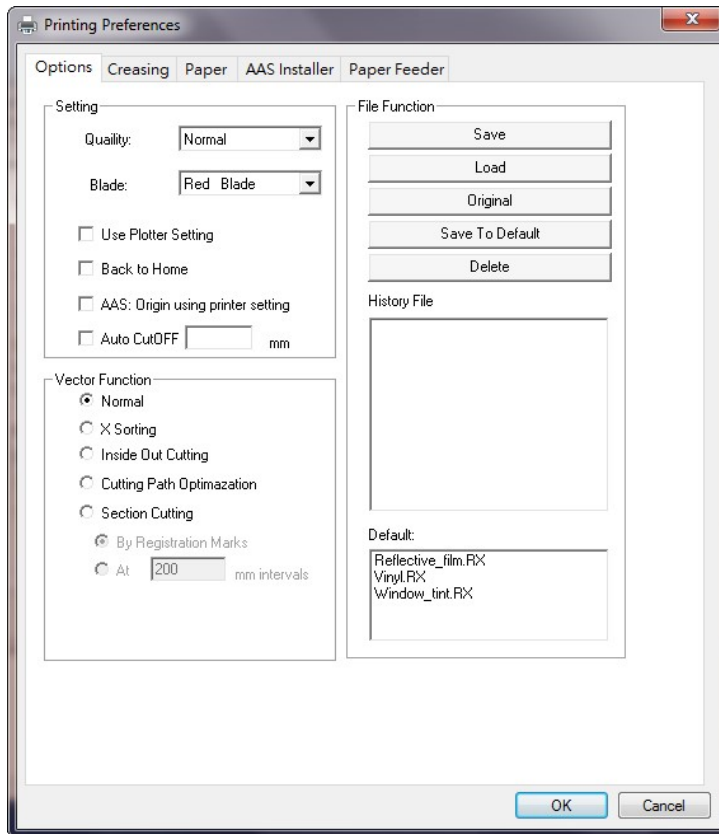 Printing Preferences
Options Creasing Paper AAS Installer Paper Feeder
Setting
Quaility: Normal
Blade: Red Blade
Use Plotter Setting
Back to Home
AAS: Origin using printer setting
Auto CutOFF mm
Vector Function
Normal
X Sorting
Inside Out Cutting
Cutting Path Optimazation
Section Cutting
By Registration Marks
At 200 mm intervals
File Function
Save
Load
Original
Save To Default
Delete
History File
Default:
Reflective_film.RX
Vinyl.RX
Window_tint.RX
OK Cancel